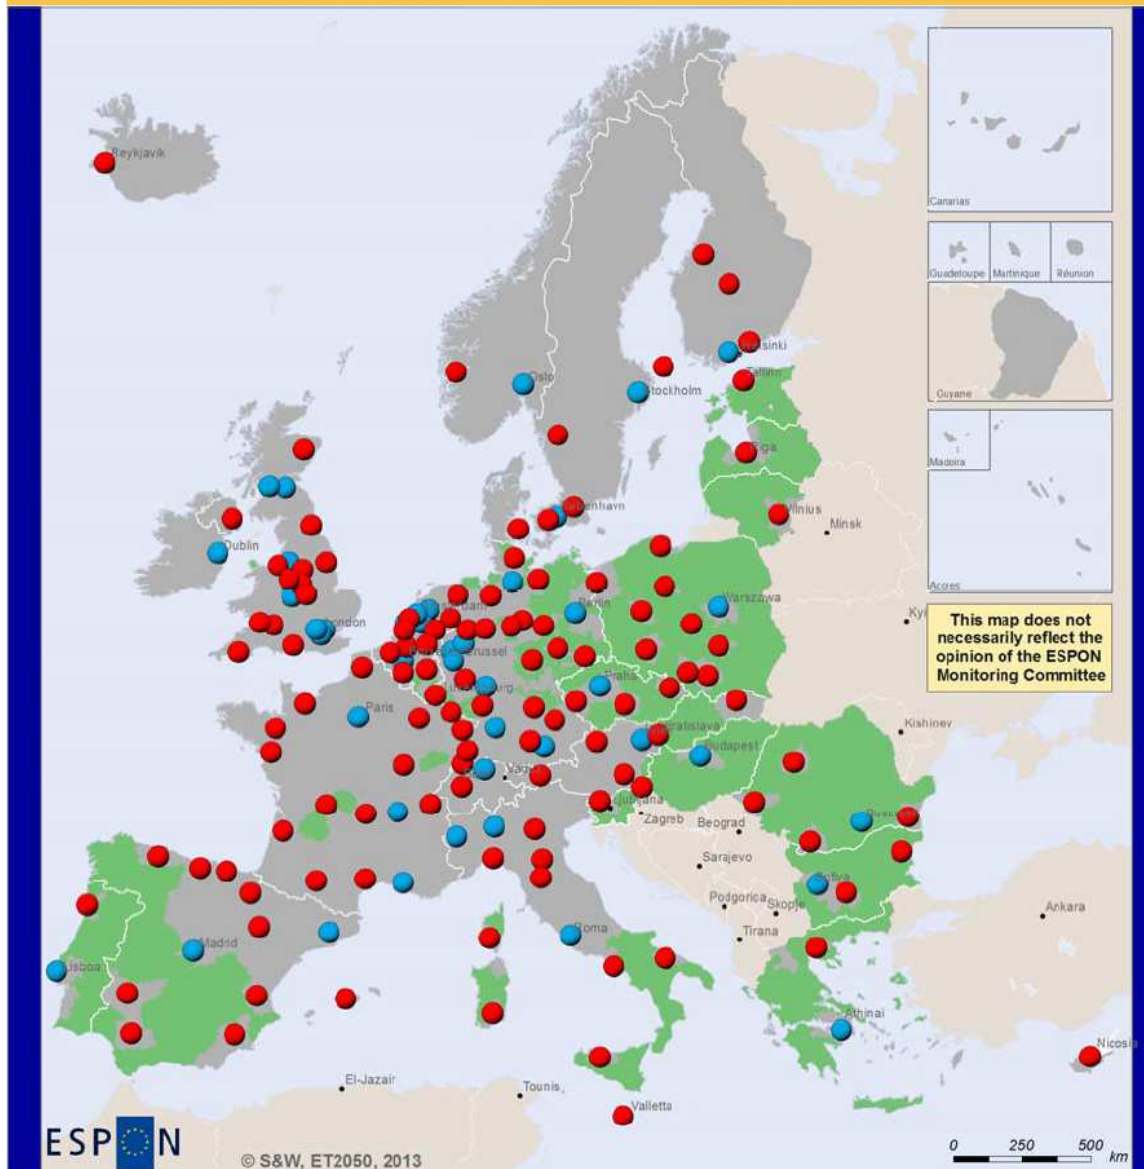 Reykjavik
Canarias
Guadeloupe
Martinique
Réunion
Guyane
Madeira
Acores
Helsinki
Tallinn
Oslo
Stockholm
Riga
København
Vilnius
Minsk
Dublin
London
Berlin
Warszawa
This map does not
necessarily reflect the
opinion of the ESPON
Monitoring Committee
Praha
Paris
Bratislava
Budapest
Kishinev
Ljubljana
Zagreb
Beograd
Sarajevo
Sofiya
Podgorica
Skopje
Tirana
Ankara
Roma
Madrid
Lisboa
Athinai
Nicosia
El-Jazair
Tounis
Valletta
ESPON
© S&W, ET2050, 2013
0 250 500
km